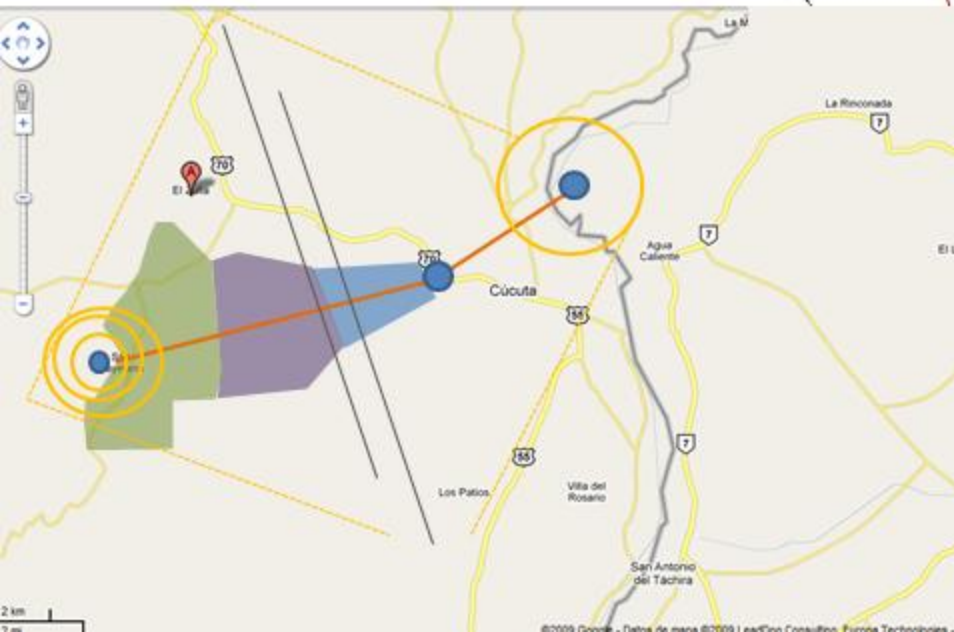 La M
La Rinconada
7
A
70
El Zulia
7
Agua
Caliente
El L
70
Cúcuta
55
7
55
Los Patios
Villa del
Rosario
San Antonio
del Táchira
2 km
2 mi
©2009 Google - Datos de mapa ©2009 LeadDog Consulting, Europa Technologies -